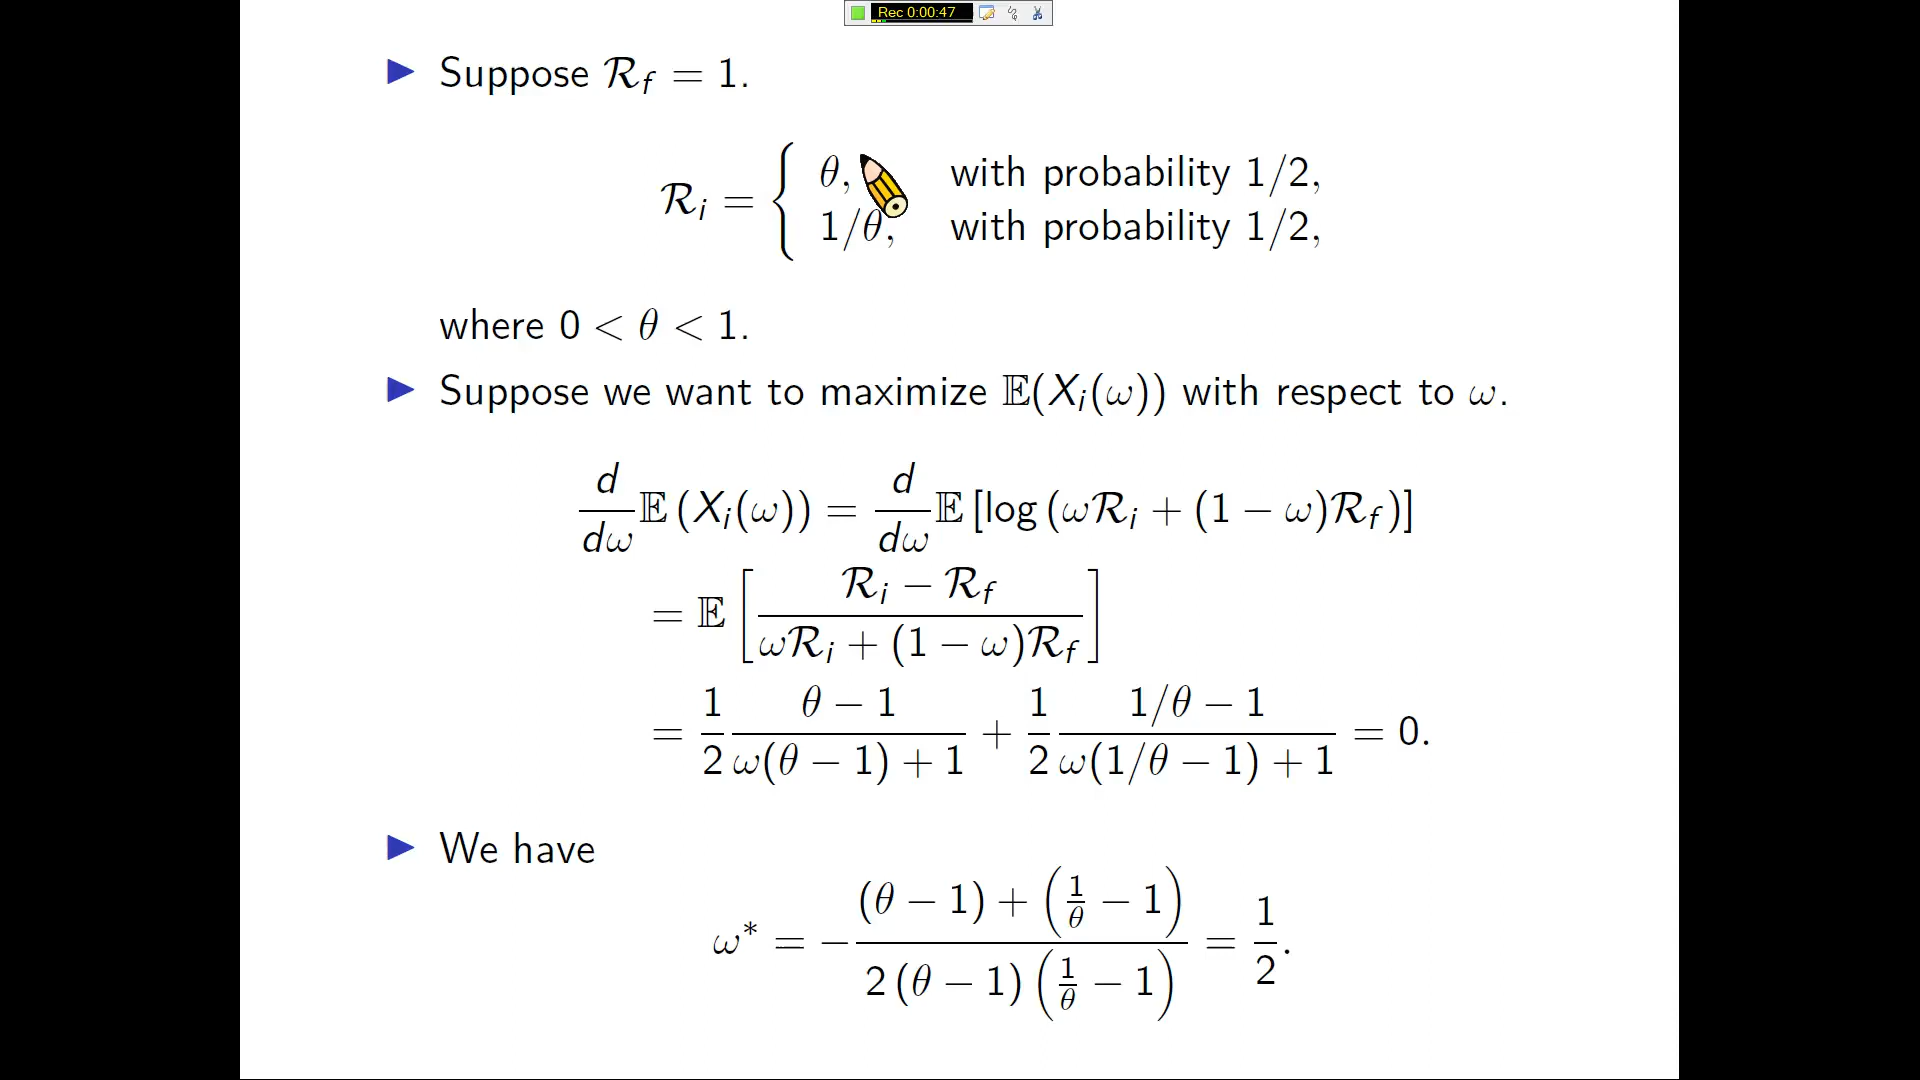 Rec 0:00:47
▶ Suppose ℛ_f = 1.
ℛ_i = { θ, with probability 1/2,
1/θ, with probability 1/2,
where 0 < θ < 1.
▶ Suppose we want to maximize 𝔼(X_i(ω)) with respect to ω.
d/dω 𝔼 (X_i(ω)) = d/dω 𝔼 [log (ωℛ_i + (1 − ω)ℛ_f)]
= 𝔼 [ (ℛ_i − ℛ_f) / (ωℛ_i + (1 − ω)ℛ_f) ]
= 1/2 (θ − 1)/(ω(θ − 1) + 1) + 1/2 (1/θ − 1)/(ω(1/θ − 1) + 1) = 0.
▶ We have
ω* = − ((θ − 1) + (1/θ − 1)) / (2 (θ − 1) (1/θ − 1)) = 1/2.